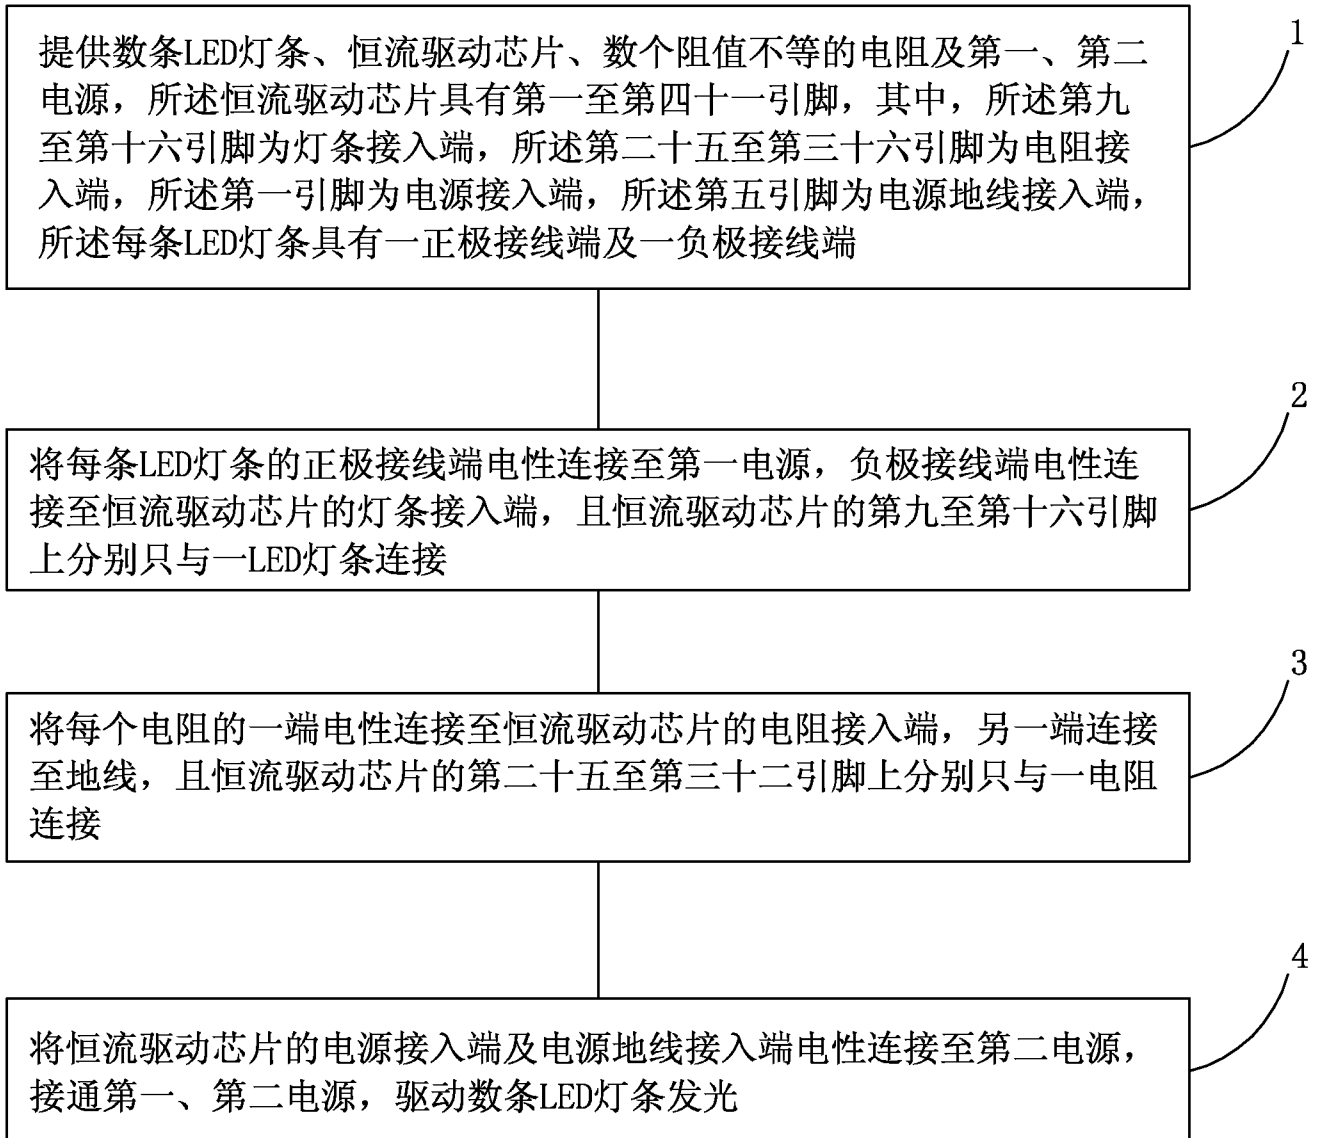 提供数条LED灯条、恒流驱动芯片、数个阻值不等的电阻及第一、第二
电源，所述恒流驱动芯片具有第一至第四十一引脚，其中，所述第九
至第十六引脚为灯条接入端，所述第二十五至第三十六引脚为电阻接
入端，所述第一引脚为电源接入端，所述第五引脚为电源地线接入端，
所述每条LED灯条具有一正极接线端及一负极接线端
1
将每条LED灯条的正极接线端电性连接至第一电源，负极接线端电性连
接至恒流驱动芯片的灯条接入端，且恒流驱动芯片的第九至第十六引脚
上分别只与一LED灯条连接
2
将每个电阻的一端电性连接至恒流驱动芯片的电阻接入端，另一端连接
至地线，且恒流驱动芯片的第二十五至第三十二引脚上分别只与一电阻
连接
3
将恒流驱动芯片的电源接入端及电源地线接入端电性连接至第二电源，
接通第一、第二电源，驱动数条LED灯条发光
4